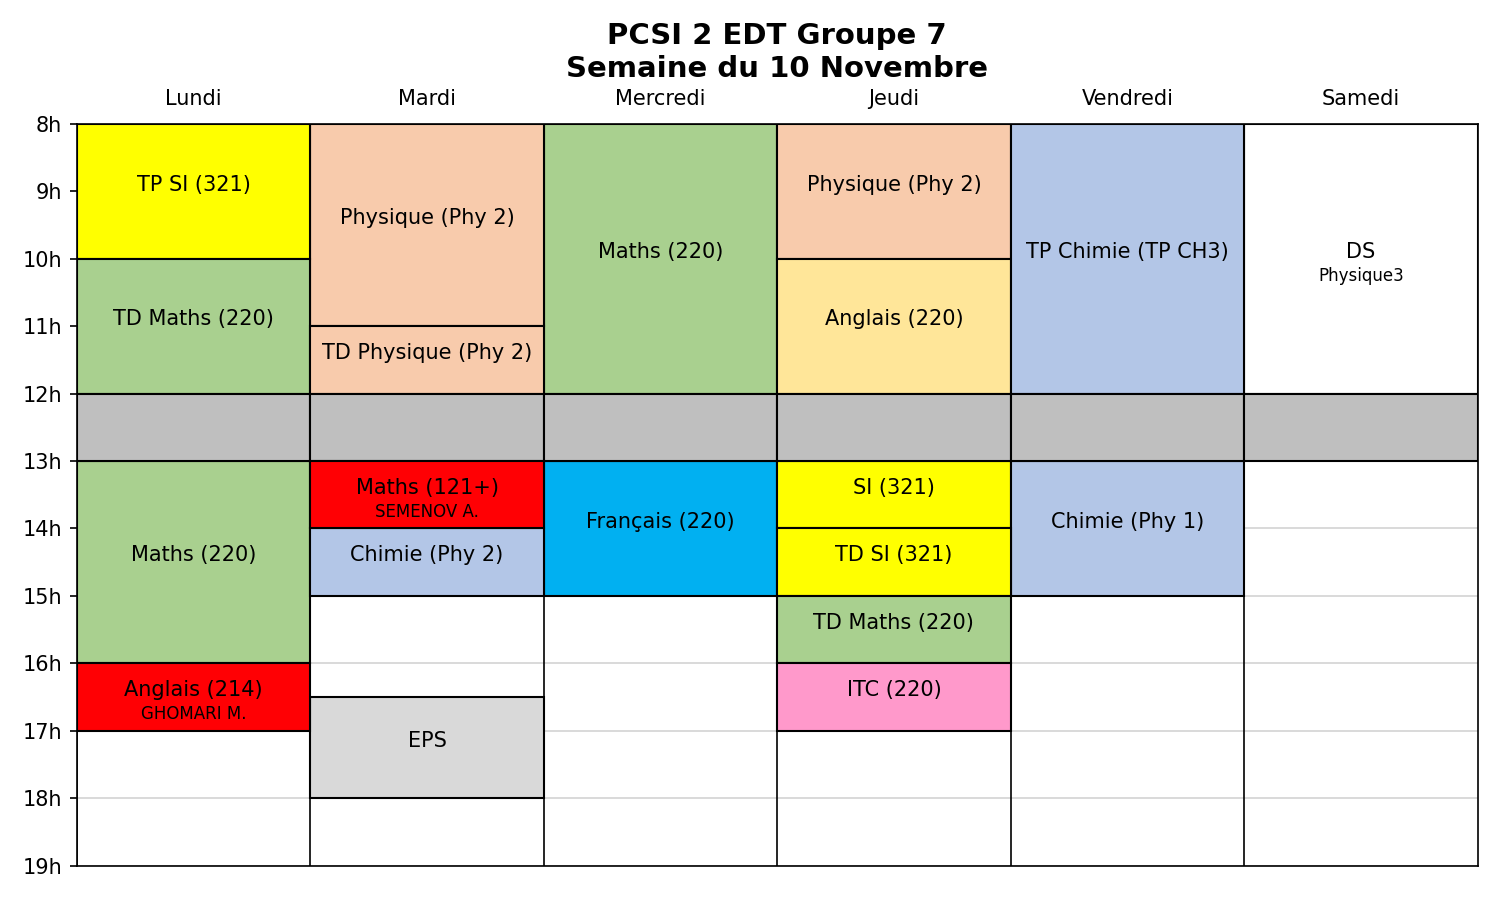 PCSI 2 EDT Groupe 7
Semaine du 10 Novembre
Lundi Mardi Mercredi Jeudi Vendredi Samedi
8h
9h
10h
11h
12h
13h
14h
15h
16h
17h
18h
19h
TP SI (321)
TD Maths (220)
Maths (220)
Anglais (214)
GHOMARI M.
Physique (Phy 2)
TD Physique (Phy 2)
Maths (121+)
SEMENOV A.
Chimie (Phy 2)
EPS
Maths (220)
Français (220)
Physique (Phy 2)
Anglais (220)
SI (321)
TD SI (321)
TD Maths (220)
ITC (220)
TP Chimie (TP CH3)
Chimie (Phy 1)
DS
Physique3